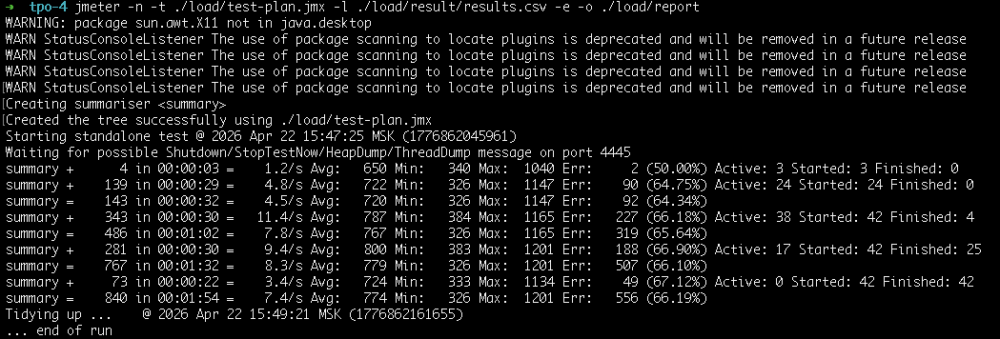 → tpo-4 jmeter -n -t ./load/test-plan.jmx -l ./load/result/results.csv -e -o ./load/report
WARNING: package sun.awt.X11 not in java.desktop
WARN StatusConsoleListener The use of package scanning to locate plugins is deprecated and will be removed in a future release
WARN StatusConsoleListener The use of package scanning to locate plugins is deprecated and will be removed in a future release
WARN StatusConsoleListener The use of package scanning to locate plugins is deprecated and will be removed in a future release
WARN StatusConsoleListener The use of package scanning to locate plugins is deprecated and will be removed in a future release
Creating summariser <summary>
Created the tree successfully using ./load/test-plan.jmx
Starting standalone test @ 2026 Apr 22 15:47:25 MSK (1776862045961)
Waiting for possible Shutdown/StopTestNow/HeapDump/ThreadDump message on port 4445
summary +      4 in 00:00:03 =    1.2/s Avg:   650 Min:   340 Max:  1040 Err:     2 (50.00%) Active: 3 Started: 3 Finished: 0
summary +    139 in 00:00:29 =    4.8/s Avg:   722 Min:   326 Max:  1147 Err:    90 (64.75%) Active: 24 Started: 24 Finished: 0
summary =    143 in 00:00:32 =    4.5/s Avg:   720 Min:   326 Max:  1147 Err:    92 (64.34%)
summary +    343 in 00:00:30 =   11.4/s Avg:   787 Min:   384 Max:  1165 Err:   227 (66.18%) Active: 38 Started: 42 Finished: 4
summary =    486 in 00:01:02 =    7.8/s Avg:   767 Min:   326 Max:  1165 Err:   319 (65.64%)
summary +    281 in 00:00:30 =    9.4/s Avg:   800 Min:   383 Max:  1201 Err:   188 (66.90%) Active: 17 Started: 42 Finished: 25
summary =    767 in 00:01:32 =    8.3/s Avg:   779 Min:   326 Max:  1201 Err:   507 (66.10%)
summary +     73 in 00:00:22 =    3.4/s Avg:   724 Min:   333 Max:  1134 Err:    49 (67.12%) Active: 0 Started: 42 Finished: 42
summary =    840 in 00:01:54 =    7.4/s Avg:   774 Min:   326 Max:  1201 Err:   556 (66.19%)
Tidying up ...    @ 2026 Apr 22 15:49:21 MSK (1776862161655)
... end of run